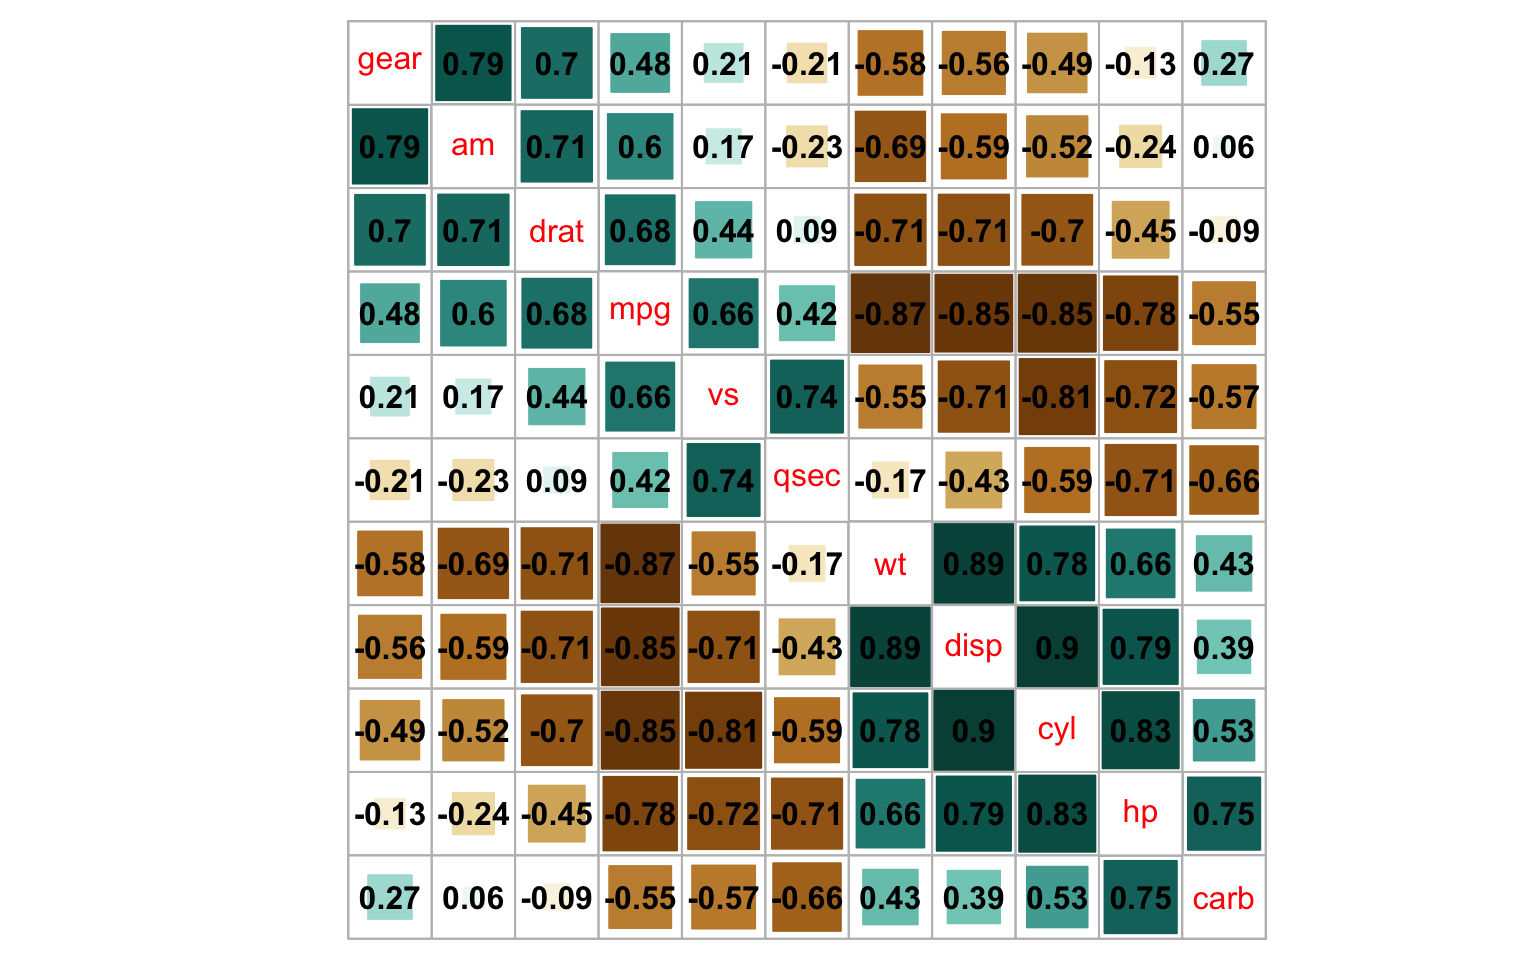 gear 0.79 0.7 0.48 0.21 -0.21 -0.58 -0.56 -0.49 -0.13 0.27
0.79 am 0.71 0.6 0.17 -0.23 -0.69 -0.59 -0.52 -0.24 0.06
0.7 0.71 drat 0.68 0.44 0.09 -0.71 -0.71 -0.7 -0.45 -0.09
0.48 0.6 0.68 mpg 0.66 0.42 -0.87 -0.85 -0.85 -0.78 -0.55
0.21 0.17 0.44 0.66 vs 0.74 -0.55 -0.71 -0.81 -0.72 -0.57
-0.21 -0.23 0.09 0.42 0.74 qsec -0.17 -0.43 -0.59 -0.71 -0.66
-0.58 -0.69 -0.71 -0.87 -0.55 -0.17 wt 0.89 0.78 0.66 0.43
-0.56 -0.59 -0.71 -0.85 -0.71 -0.43 0.89 disp 0.9 0.79 0.39
-0.49 -0.52 -0.7 -0.85 -0.81 -0.59 0.78 0.9 cyl 0.83 0.53
-0.13 -0.24 -0.45 -0.78 -0.72 -0.71 0.66 0.79 0.83 hp 0.75
0.27 0.06 -0.09 -0.55 -0.57 -0.66 0.43 0.39 0.53 0.75 carb